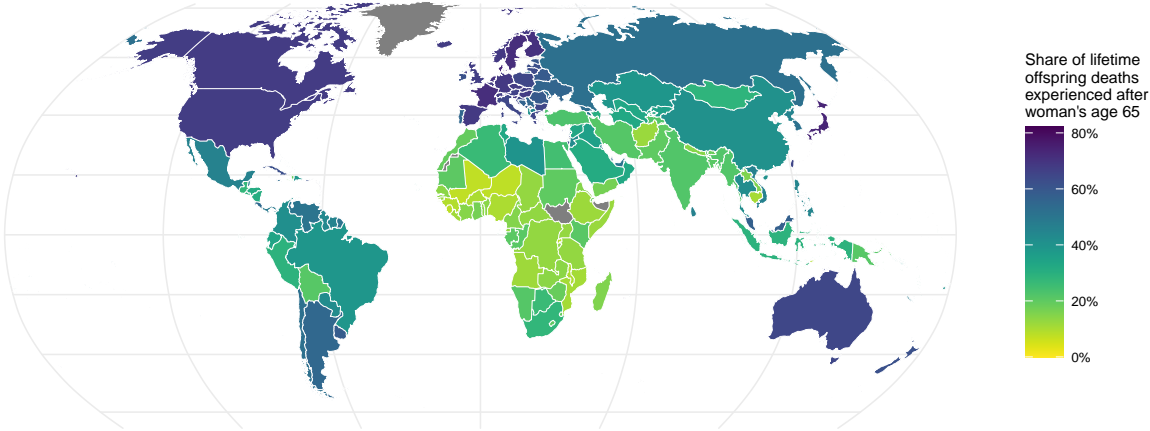 Share of lifetime
offspring deaths
experienced after
woman's age 65
80%
60%
40%
20%
0%